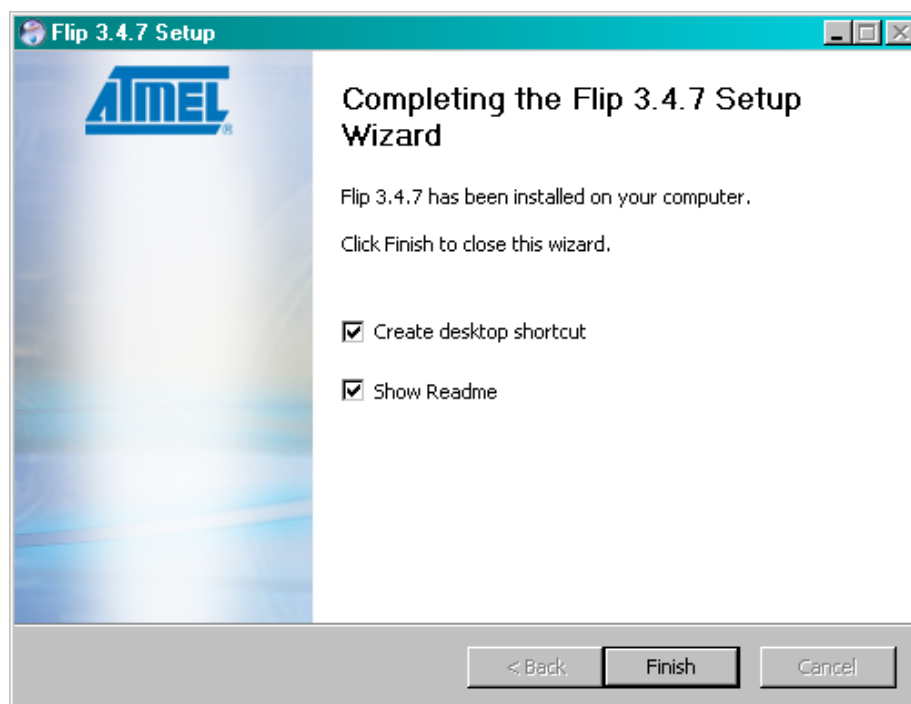 Flip 3.4.7 Setup
ATMEL
®
Completing the Flip 3.4.7 Setup
Wizard
Flip 3.4.7 has been installed on your computer.
Click Finish to close this wizard.
Create desktop shortcut
Show Readme
< Back
Finish
Cancel